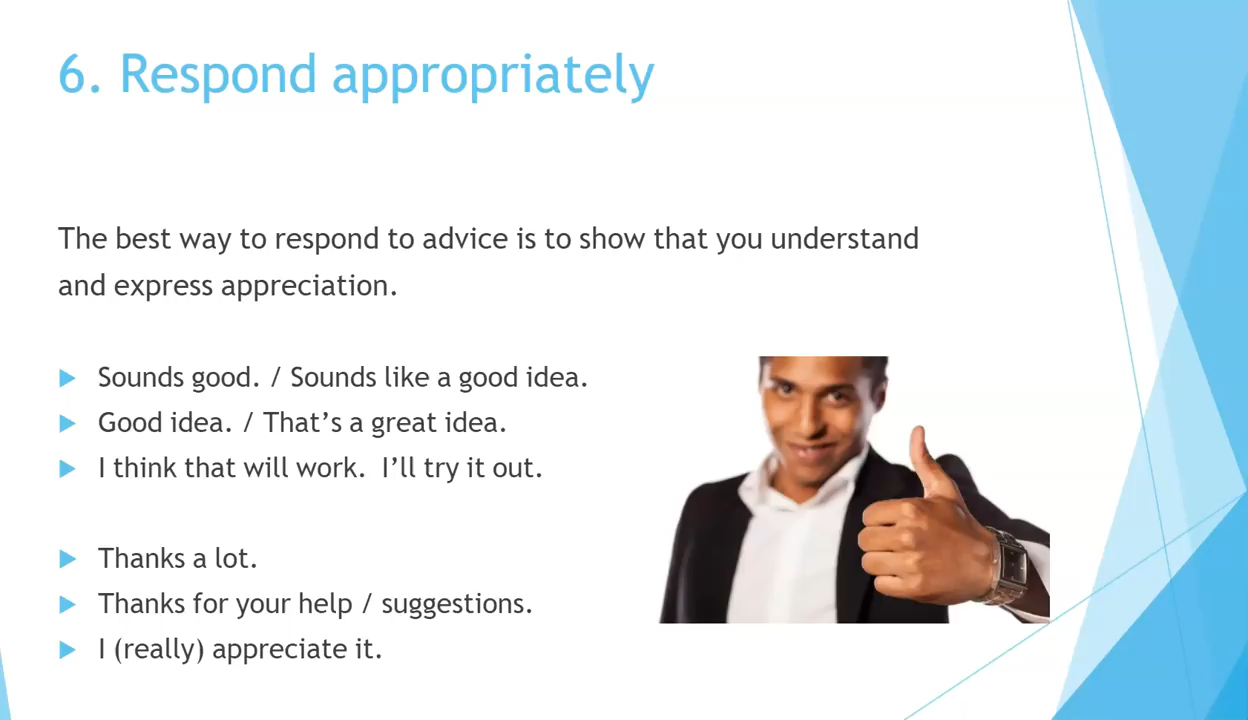 6. Respond appropriately
The best way to respond to advice is to show that you understand
and express appreciation.
Sounds good. / Sounds like a good idea.
Good idea. / That’s a great idea.
I think that will work.  I’ll try it out.
Thanks a lot.
Thanks for your help / suggestions.
I (really) appreciate it.